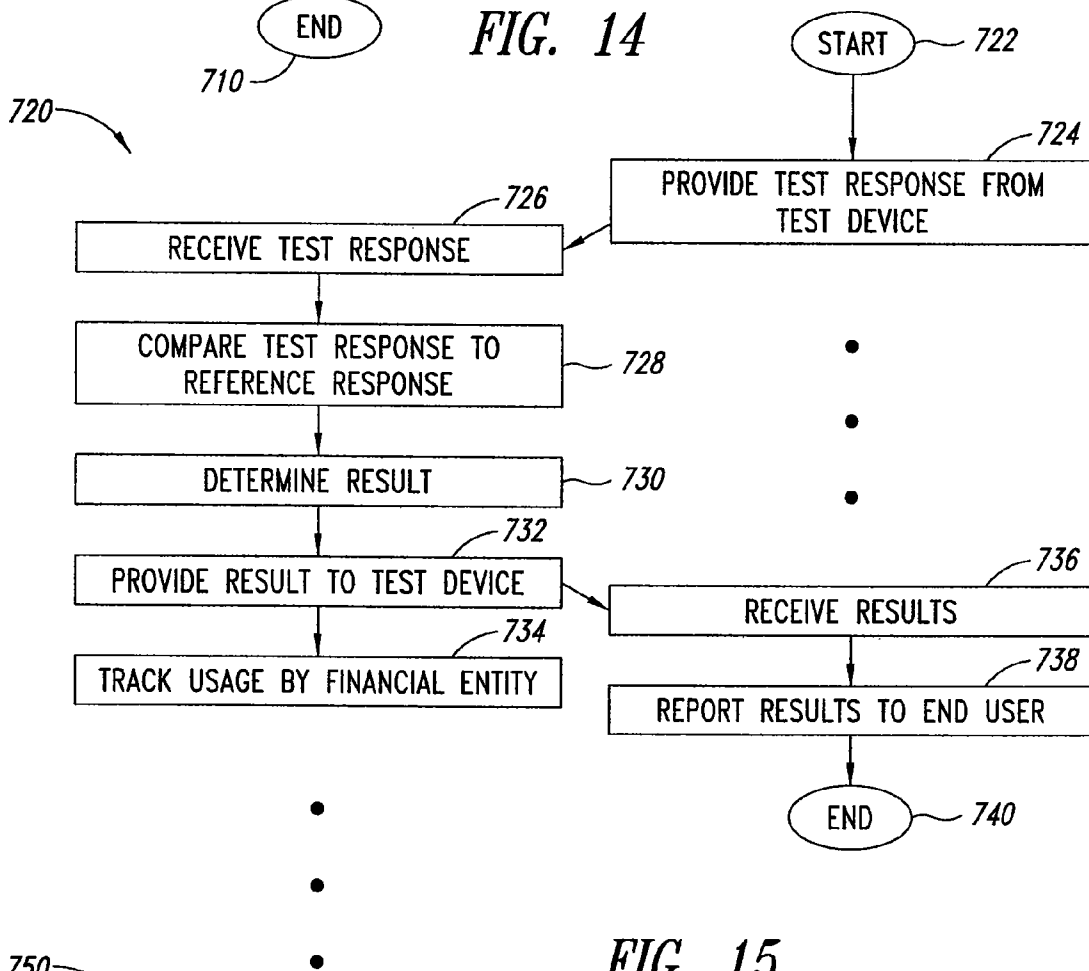 END
710
FIG. 14
START
722
720
724
PROVIDE TEST RESPONSE FROM
TEST DEVICE
726
RECEIVE TEST RESPONSE
COMPARE TEST RESPONSE TO
REFERENCE RESPONSE
728
DETERMINE RESULT
730
732
PROVIDE RESULT TO TEST DEVICE
736
RECEIVE RESULTS
734
TRACK USAGE BY FINANCIAL ENTITY
738
REPORT RESULTS TO END USER
END
740
750
FIG. 15